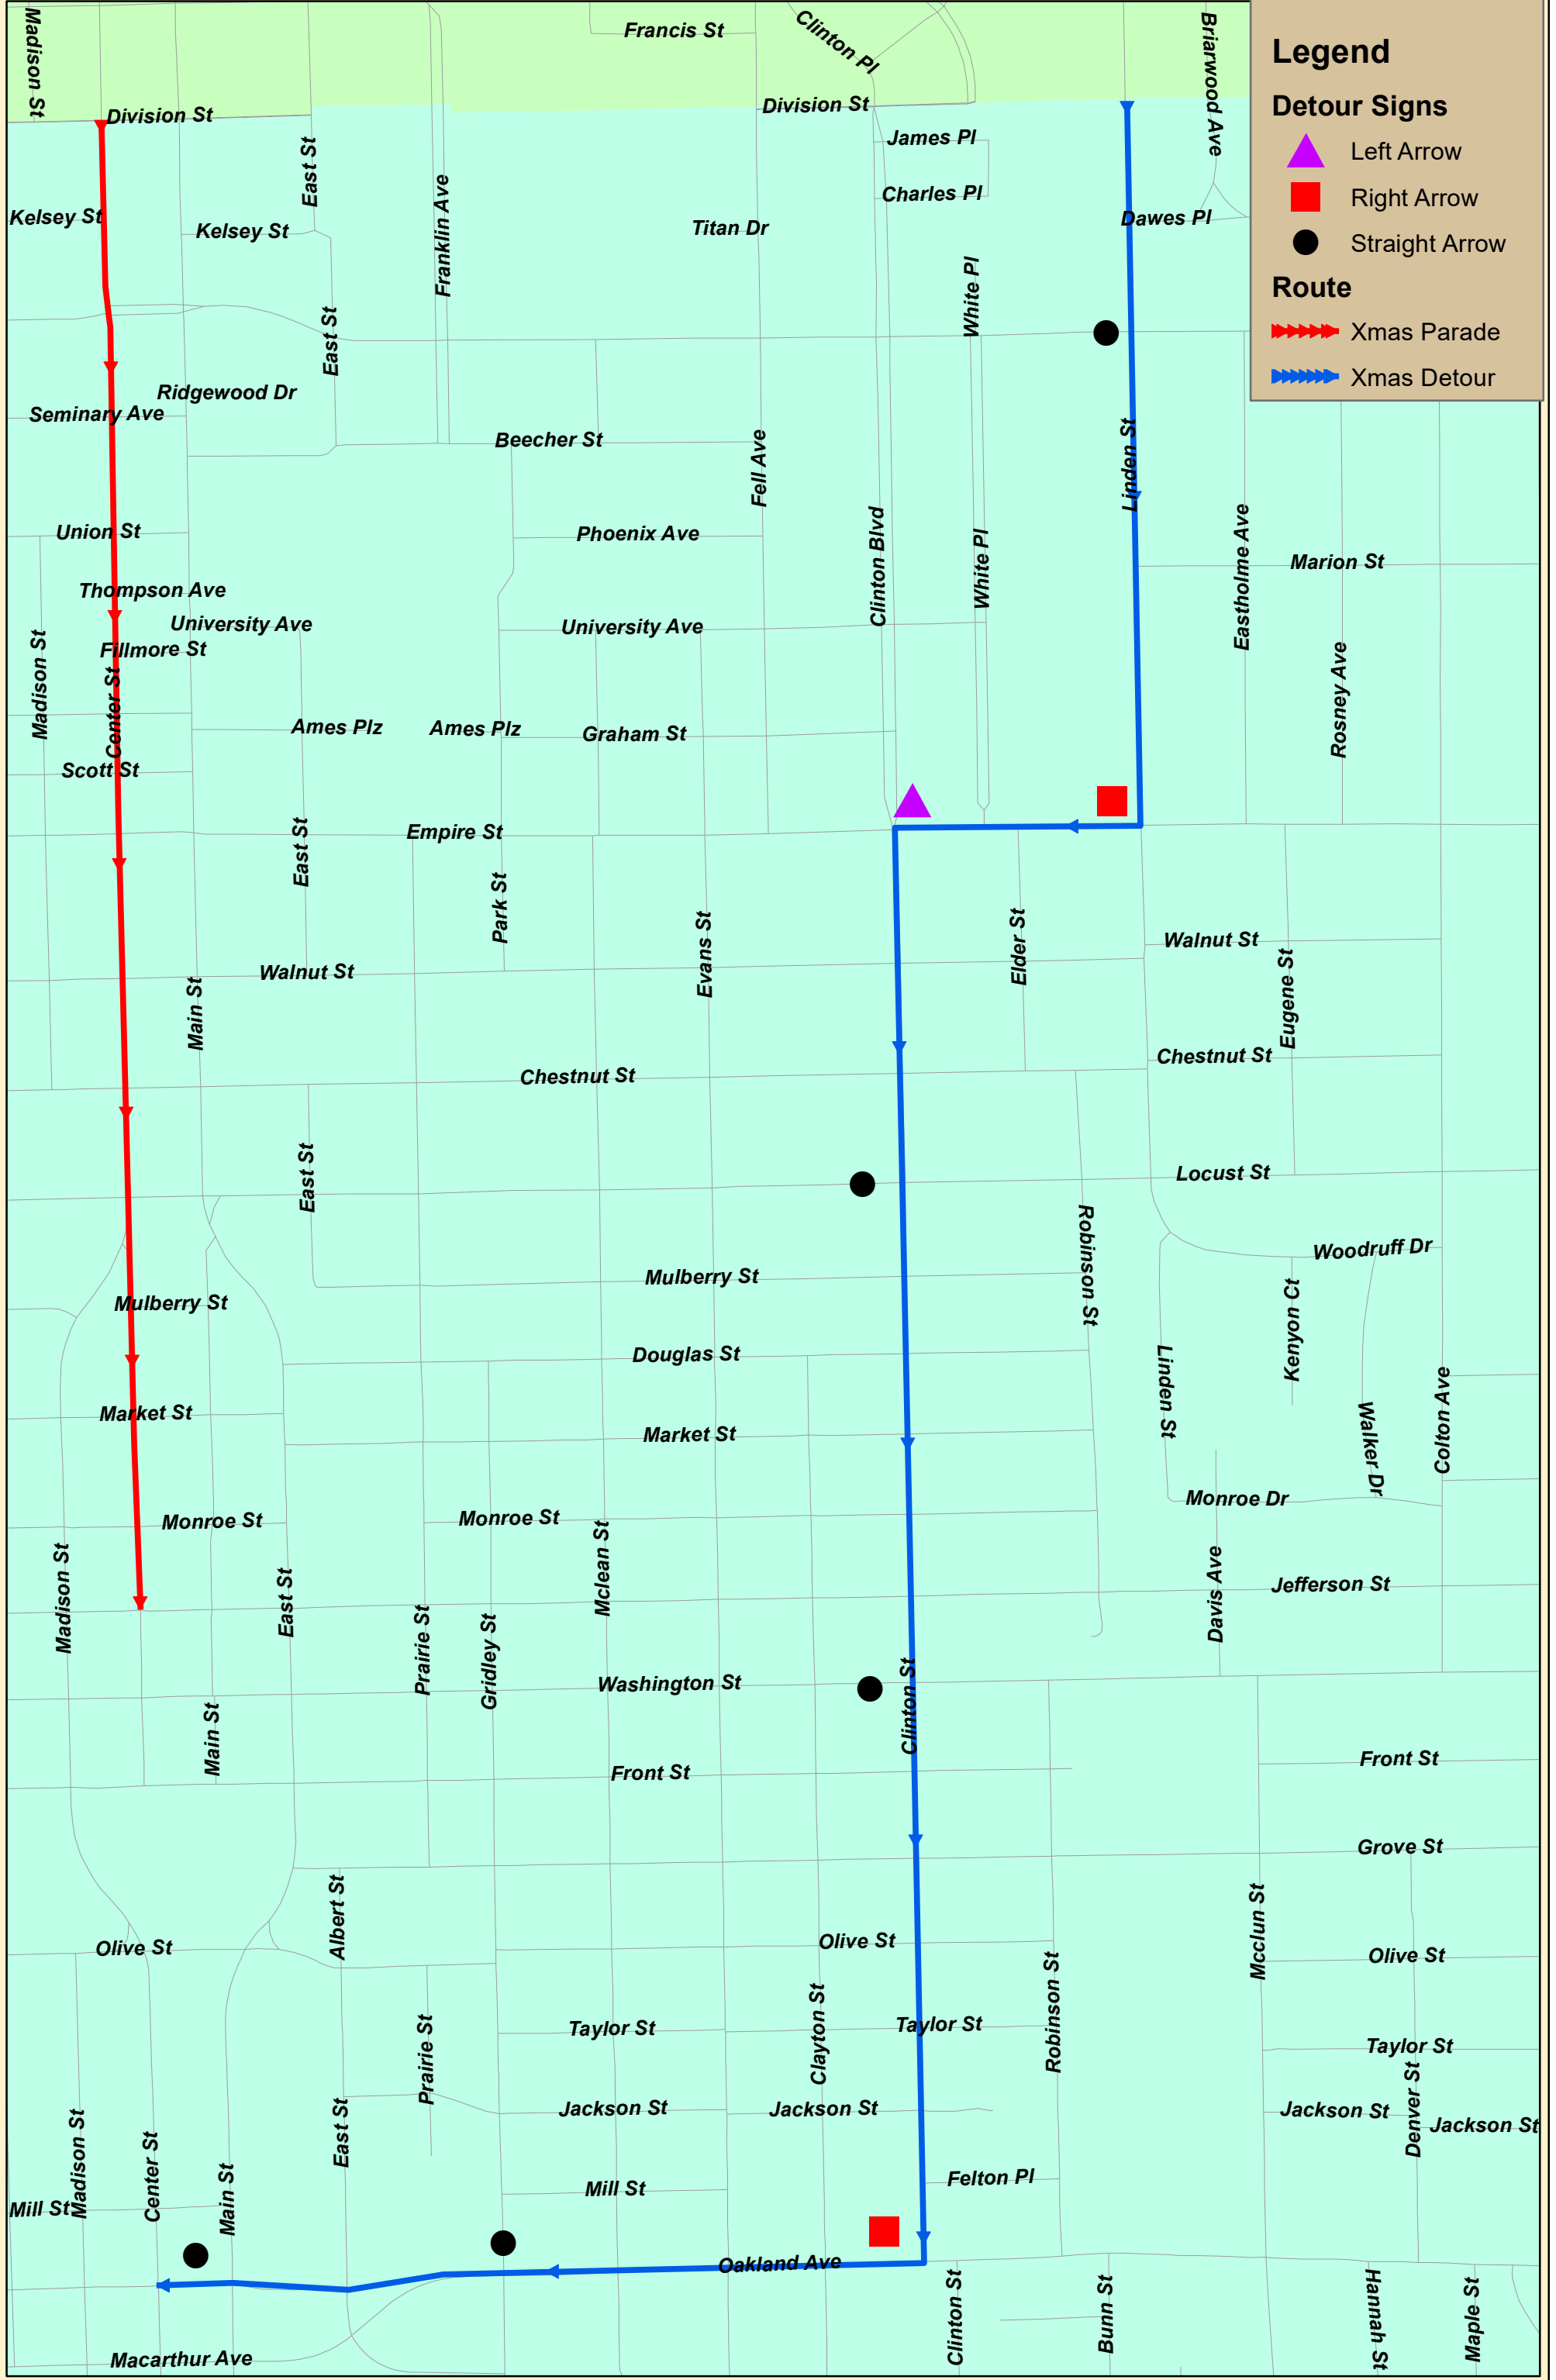 Madison St
Francis St
Clinton Pl
Briarwood Ave
Legend
Detour Signs
Left Arrow
Right Arrow
Straight Arrow
Route
Xmas Parade
Xmas Detour
Division St
Division St
James Pl
East St
Charles Pl
Kelsey St
Kelsey St
Franklin Ave
Titan Dr
Dawes Pl
White Pl
East St
Ridgewood Dr
Seminary Ave
Beecher St
Fell Ave
Linden St
Union St
Phoenix Ave
Clinton Blvd
White Pl
Eastholme Ave
Marion St
Thompson Ave
University Ave
University Ave
Fillmore St
Madison St
Center St
Rosney Ave
Ames Plz
Ames Plz
Graham St
Scott St
Empire St
East St
Park St
Evans St
Elder St
Walnut St
Walnut St
Main St
Eugene St
Chestnut St
Chestnut St
East St
Locust St
Robinson St
Woodruff Dr
Mulberry St
Mulberry St
Kenyon Ct
Douglas St
Linden St
Market St
Market St
Walker Dr
Colton Ave
Monroe St
Monroe St
Monroe Dr
Mclean St
Madison St
East St
Jefferson St
Davis Ave
Prairie St
Gridley St
Washington St
Clinton St
Main St
Front St
Front St
Grove St
Albert St
Mcclun St
Olive St
Olive St
Olive St
Robinson St
Clayton St
Taylor St
Taylor St
Taylor St
Prairie St
Denver St
Jackson St
Jackson St
Jackson St
Jackson St
East St
Madison St
Center St
Main St
Mill St
Mill St
Felton Pl
Oakland Ave
Clinton St
Bunn St
Hannah St
Maple St
Macarthur Ave